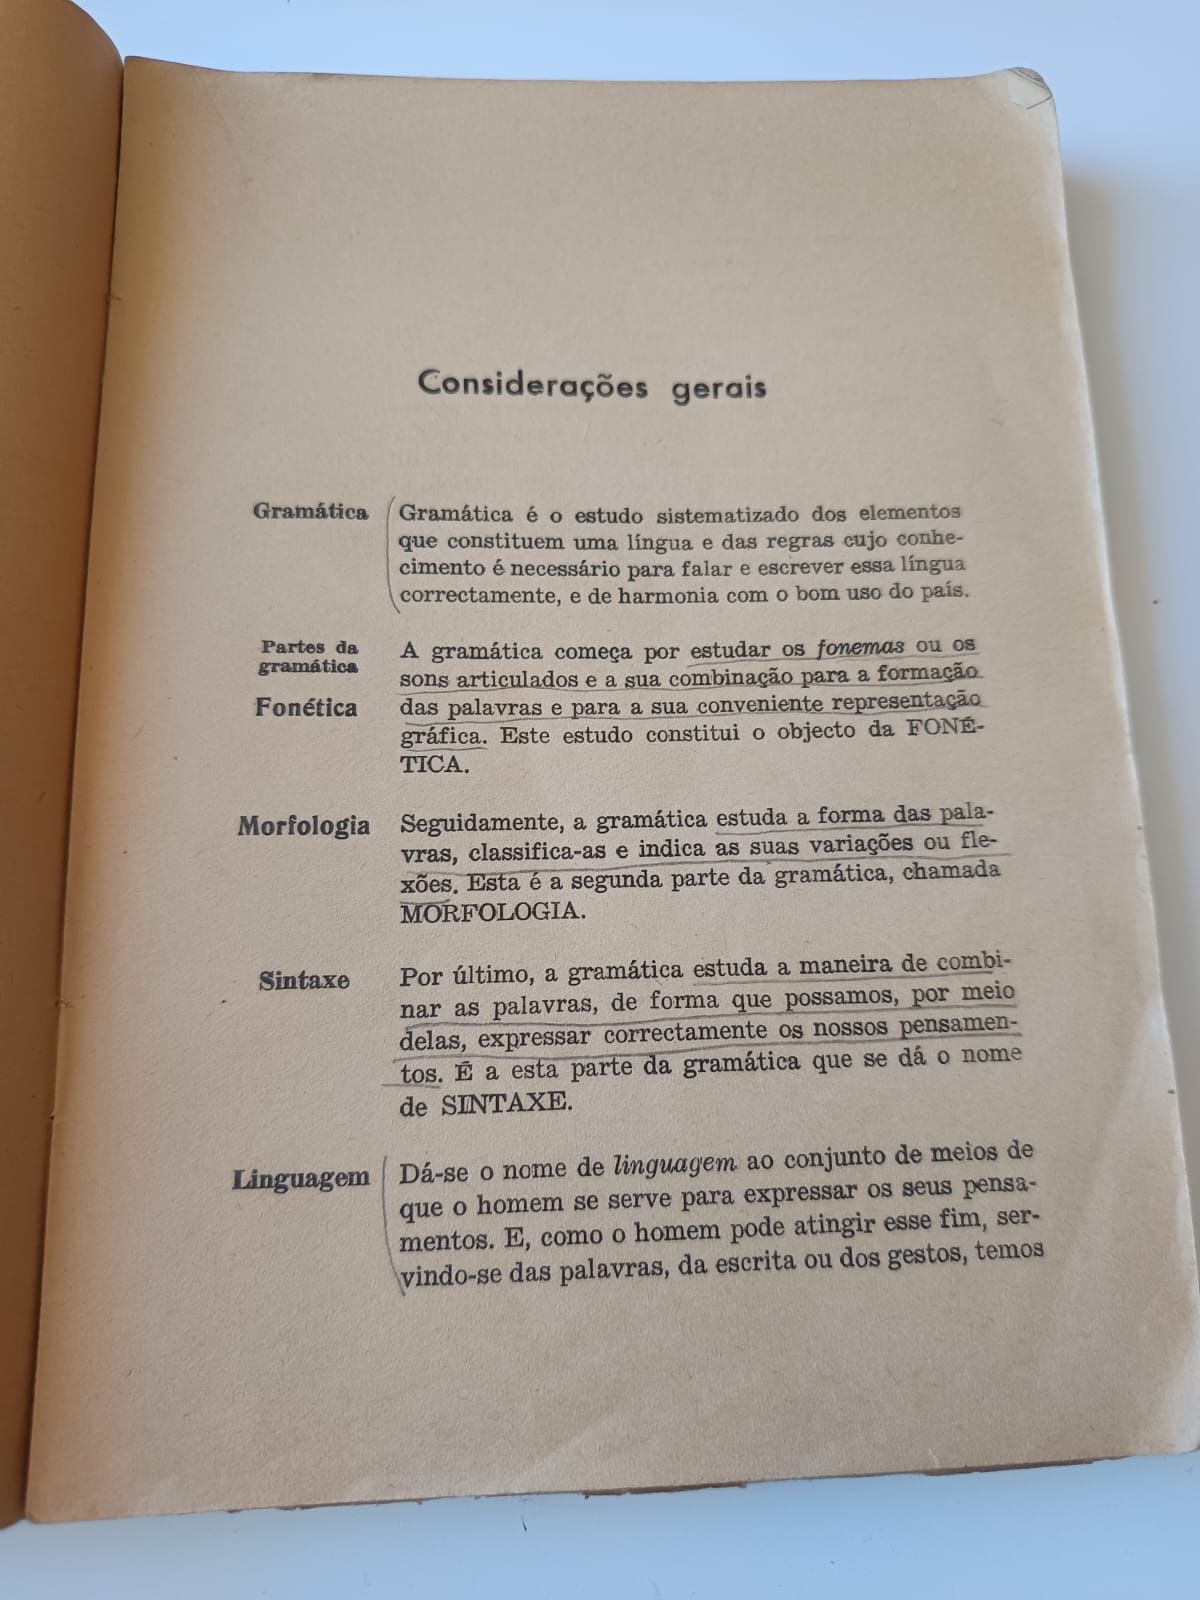 Considerações gerais
Gramática
Gramática é o estudo sistematizado dos elementos
que constituem uma língua e das regras cujo conhe-
cimento é necessário para falar e escrever essa língua
correctamente, e de harmonia com o bom uso do país.
Partes da
gramática
Fonética
A gramática começa por estudar os fonemas ou os
sons articulados e a sua combinação para a formação
das palavras e para a sua conveniente representação
gráfica. Este estudo constitui o objecto da FONÉ-
TICA.
Morfologia
Seguidamente, a gramática estuda a forma das pala-
vras, classifica-as e indica as suas variações ou fle-
xões. Esta é a segunda parte da gramática, chamada
MORFOLOGIA.
Sintaxe
Por último, a gramática estuda a maneira de combi-
nar as palavras, de forma que possamos, por meio
delas, expressar correctamente os nossos pensamen-
tos. É a esta parte da gramática que se dá o nome
de SINTAXE.
Linguagem
Dá-se o nome de linguagem ao conjunto de meios de
que o homem se serve para expressar os seus pensa-
mentos. E, como o homem pode atingir esse fim, ser-
vindo-se das palavras, da escrita ou dos gestos, temos